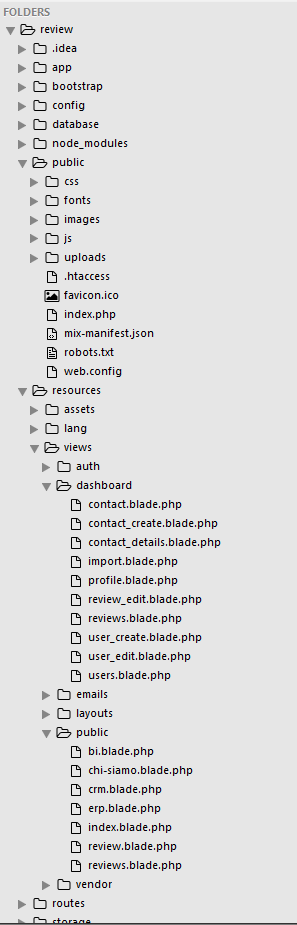 FOLDERS
review
.idea
app
bootstrap
config
database
node_modules
public
css
fonts
images
js
uploads
.htaccess
favicon.ico
index.php
mix-manifest.json
robots.txt
web.config
resources
assets
lang
views
auth
dashboard
contact.blade.php
contact_create.blade.php
contact_details.blade.php
import.blade.php
profile.blade.php
review_edit.blade.php
reviews.blade.php
user_create.blade.php
user_edit.blade.php
users.blade.php
emails
layouts
public
bi.blade.php
chi-siamo.blade.php
crm.blade.php
erp.blade.php
index.blade.php
review.blade.php
reviews.blade.php
vendor
routes
storage